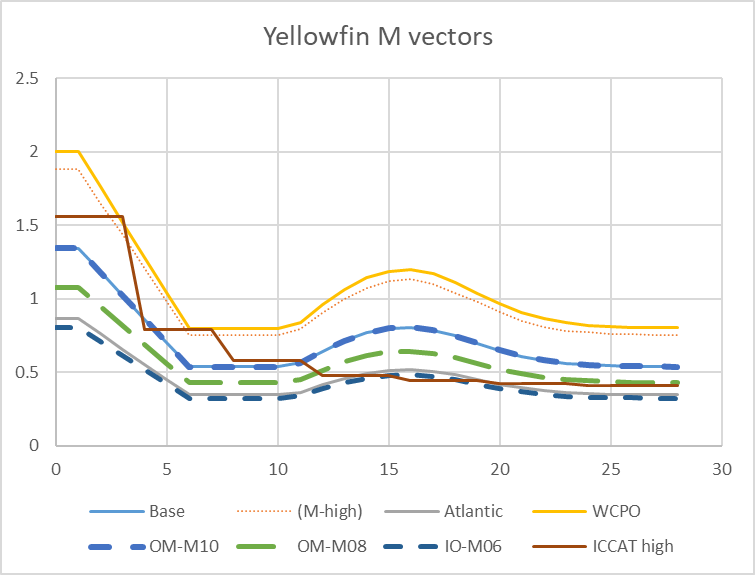 Yellowfin M vectors
2.5
2
1.5
1
0.5
0
0 5 10 15 20 25 30
Base (M-high) Atlantic WCPO
OM-M10 OM-M08 IO-M06 ICCAT high